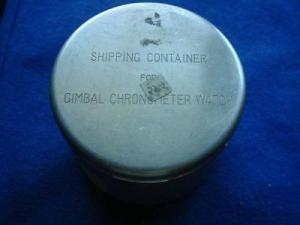 SHIPPING CONTAINER
FOR
GIMBAL CHRONOMETER WATCH